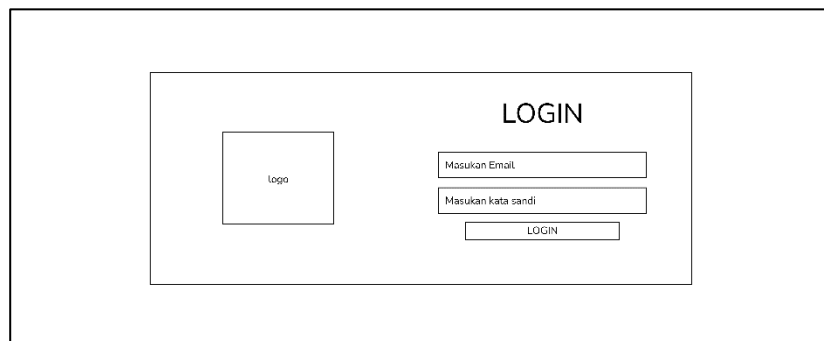 LOGIN
logo
Masukan Email
Masukan kata sandi
LOGIN